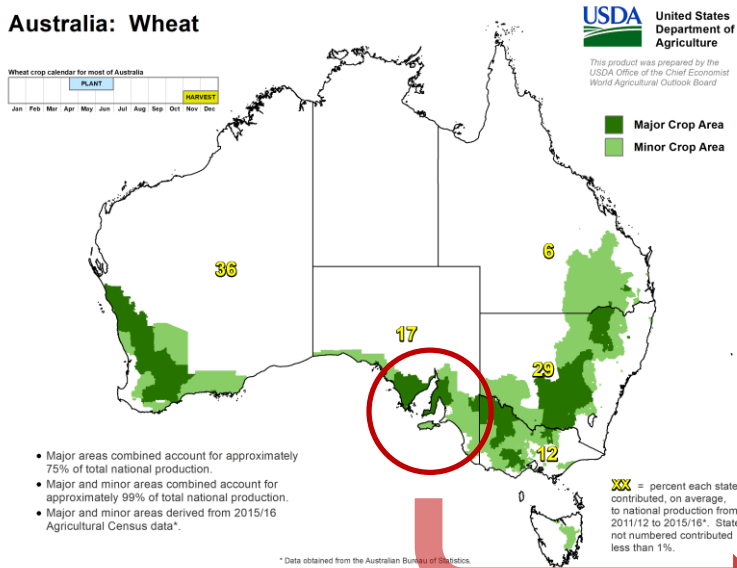 Australia: Wheat
USDA
United States
Department of
Agriculture
This product was prepared by the
USDA Office of the Chief Economist
World Agricultural Outlook Board
Wheat crop calendar for most of Australia
PLANT
HARVEST
Jan Feb Mar Apr May Jun Jul Aug Sep Oct Nov Dec
Major Crop Area
Minor Crop Area
6
36
17
29
12
• Major areas combined account for approximately
75% of total national production.
• Major and minor areas combined account for
approximately 99% of total national production.
• Major and minor areas derived from 2015/16
Agricultural Census data*.
XX = percent each state
contributed, on average,
to national production from
2011/12 to 2015/16*. State
not numbered contributed
less than 1%.
* Data obtained from the Australian Bureau of Statistics.